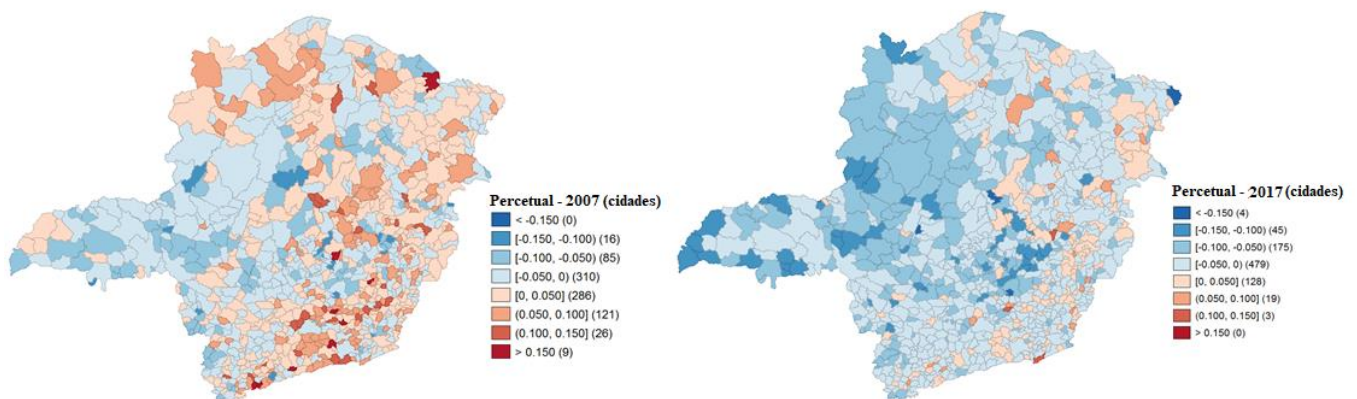 Percetual - 2007 (cidades)
< -0.150 (0)
[-0.150, -0.100) (16)
[-0.100, -0.050) (85)
[-0.050, 0) (310)
[0, 0.050] (286)
(0.050, 0.100] (121)
(0.100, 0.150] (26)
> 0.150 (9)
Percetual - 2017 (cidades)
< -0.150 (4)
[-0.150, -0.100) (45)
[-0.100, -0.050) (175)
[-0.050, 0) (479)
[0, 0.050] (128)
(0.050, 0.100] (19)
(0.100, 0.150] (3)
> 0.150 (0)